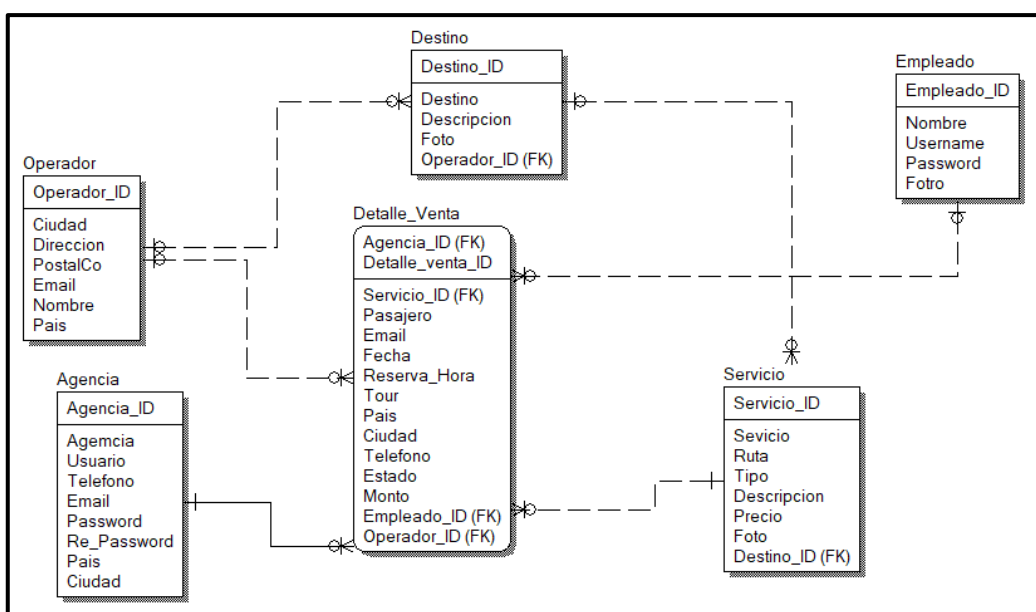 Destino
Destino_ID
Destino
Descripcion
Foto
Operador_ID (FK)
Empleado
Empleado_ID
Nombre
Username
Password
Fotro
Operador
Operador_ID
Ciudad
Direccion
PostalCo
Email
Nombre
Pais
Detalle_Venta
Agencia_ID (FK)
Detalle_venta_ID
Servicio_ID (FK)
Pasajero
Email
Fecha
Reserva_Hora
Tour
Pais
Ciudad
Telefono
Estado
Monto
Empleado_ID (FK)
Operador_ID (FK)
Agencia
Agencia_ID
Agemcia
Usuario
Telefono
Email
Password
Re_Password
Pais
Ciudad
Servicio
Servicio_ID
Sevicio
Ruta
Tipo
Descripcion
Precio
Foto
Destino_ID (FK)